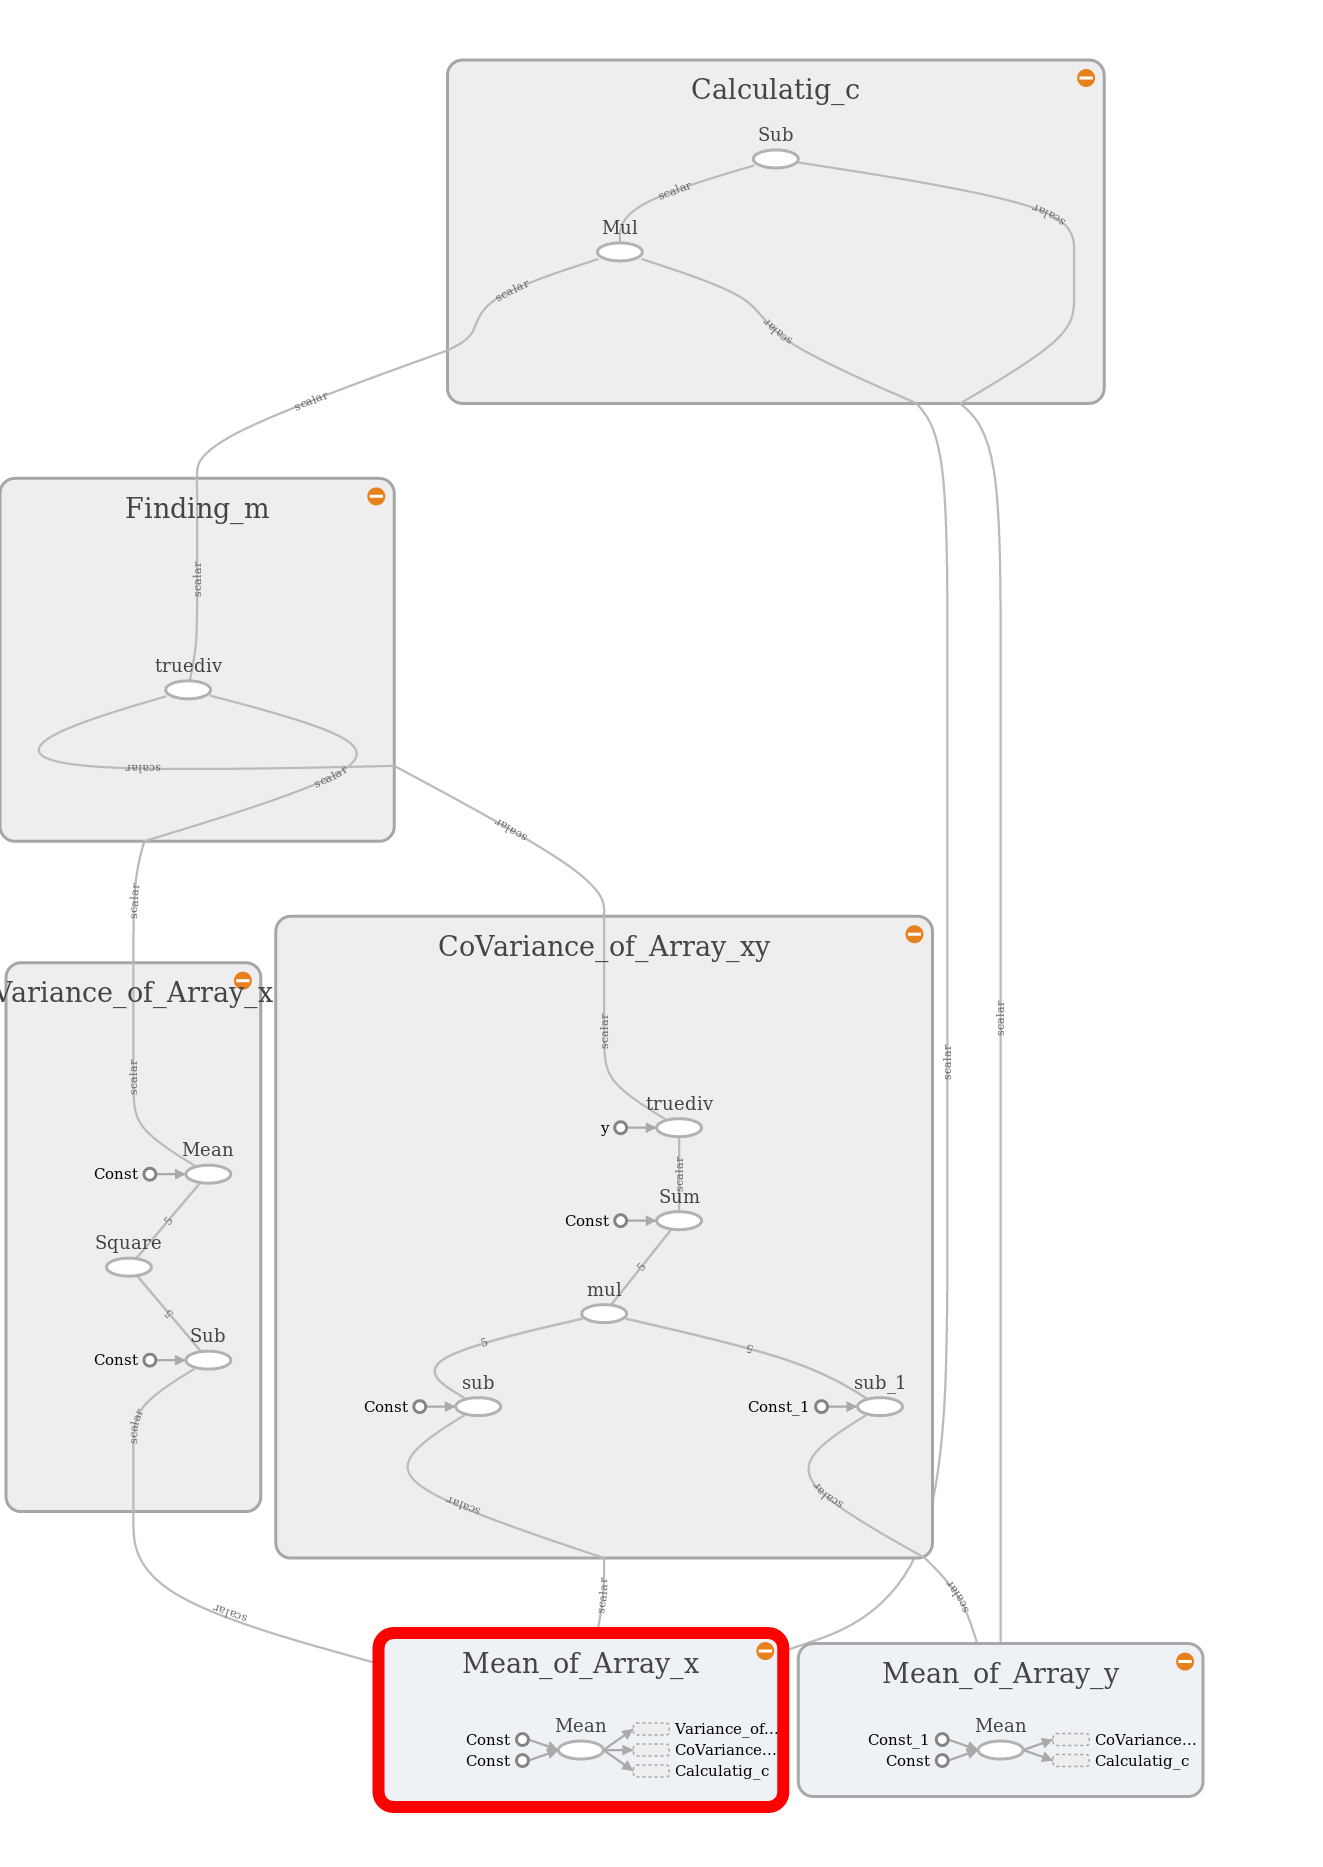 Calculatig_c
Sub
scalar
scalar
Mul
scalar
scalar
scalar
Finding_m
scalar
truediv
scalar
scalar
scalar
scalar
CoVariance_of_Array_xy
Variance_of_Array_x
scalar
scalar
scalar
scalar
truediv
y
scalar
Mean
Const
Sum
Const
5
Square
5
mul
5
Sub
Const
5
5
sub
Const
sub_1
Const_1
scalar
scalar
scalar
scalar
scalar
scalar
Mean_of_Array_x
Mean
Const
Const
Variance_of...
CoVariance...
Calculatig_c
Mean_of_Array_y
Mean
Const_1
Const
CoVariance...
Calculatig_c